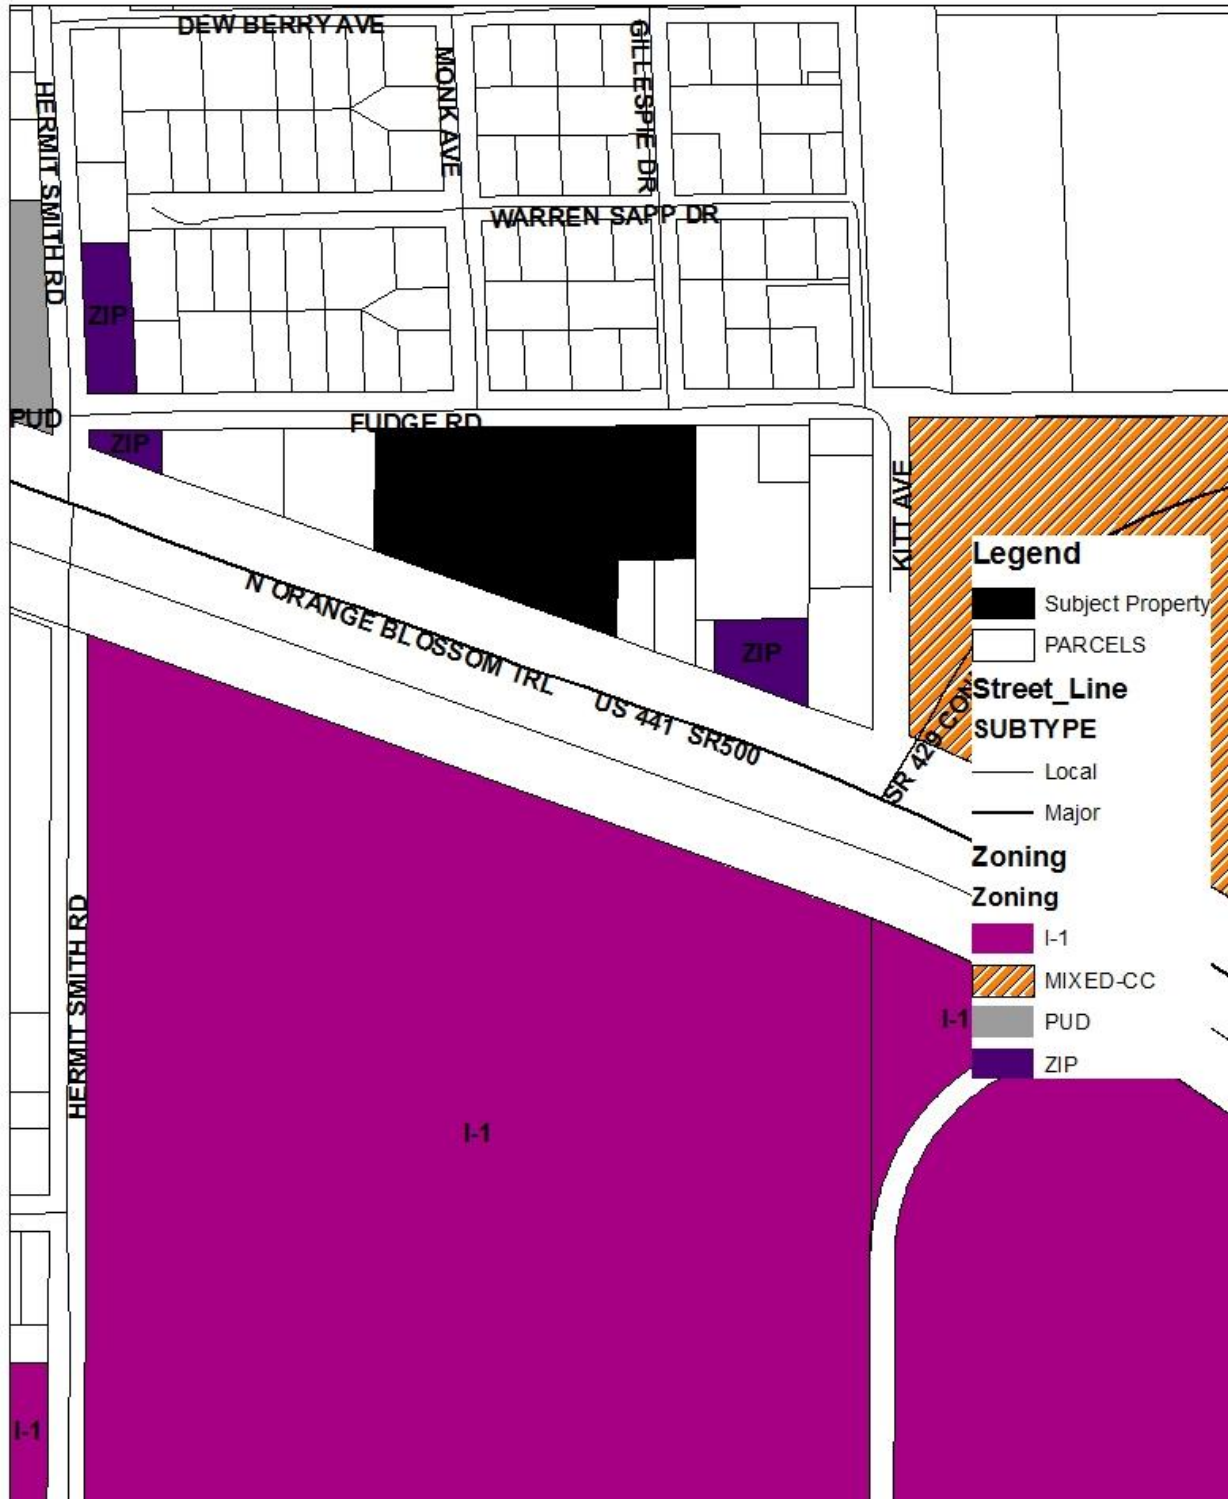 DEW BERRY AVE
MONK AVE
GILLESPIE DR
HERMIT SMITH RD
WARREN SAPP DR
ZIP
PUD
FUDGE RD
ZIP
KITT AVE
N ORANGE BLOSSOM TRL
US 441 SR500
ZIP
SR 429 CON
Legend
Subject Property
PARCELS
Street_Line
SUBTYPE
Local
Major
Zoning
Zoning
I-1
MIXED-CC
PUD
ZIP
HERMIT SMITH RD
I-1
I-1
I-1